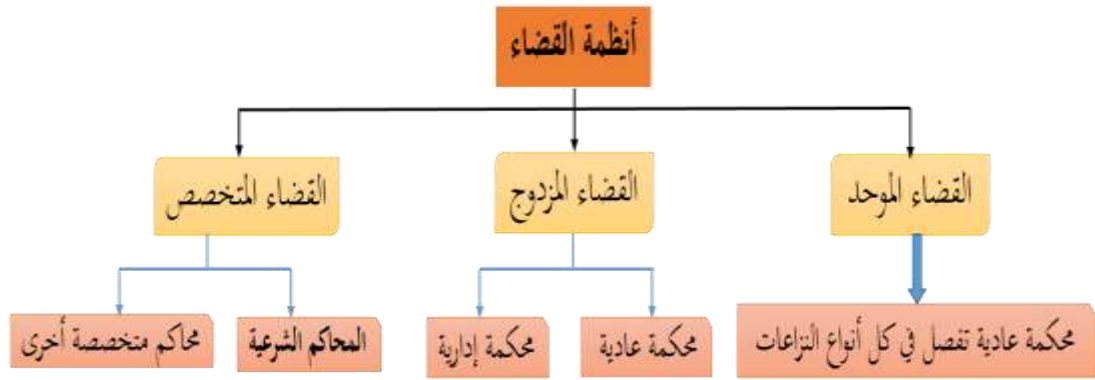 أنظمة القضاء
القضاء الموحد
القضاء المزدوج
القضاء المتخصص
محكمة عادية تفصل في كل أنواع النزاعات
محكمة عادية
محكمة إدارية
المحاكم الشرعية
محاكم متخصصة أخرى